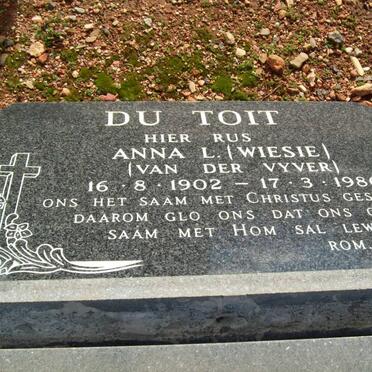 DU TOIT
HIER RUS
ANNA L. (WIESIE)
(VAN DER VYVER)
16 · 8 · 1902 - 17 · 3 · 198
ONS HET SAAM MET CHRISTUS
DAAROM GLO ONS DAT ONS
SAAM MET HOM SAL
ROM.